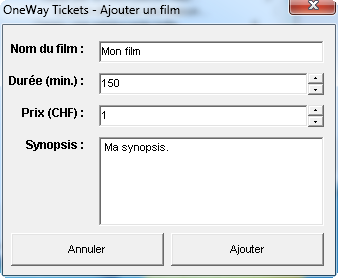 OneWay Tickets - Ajouter un film
Nom du film : Mon film
Durée (min.) : 150
Prix (CHF) : 1
Synopsis : Ma synopsis.
Annuler Ajouter